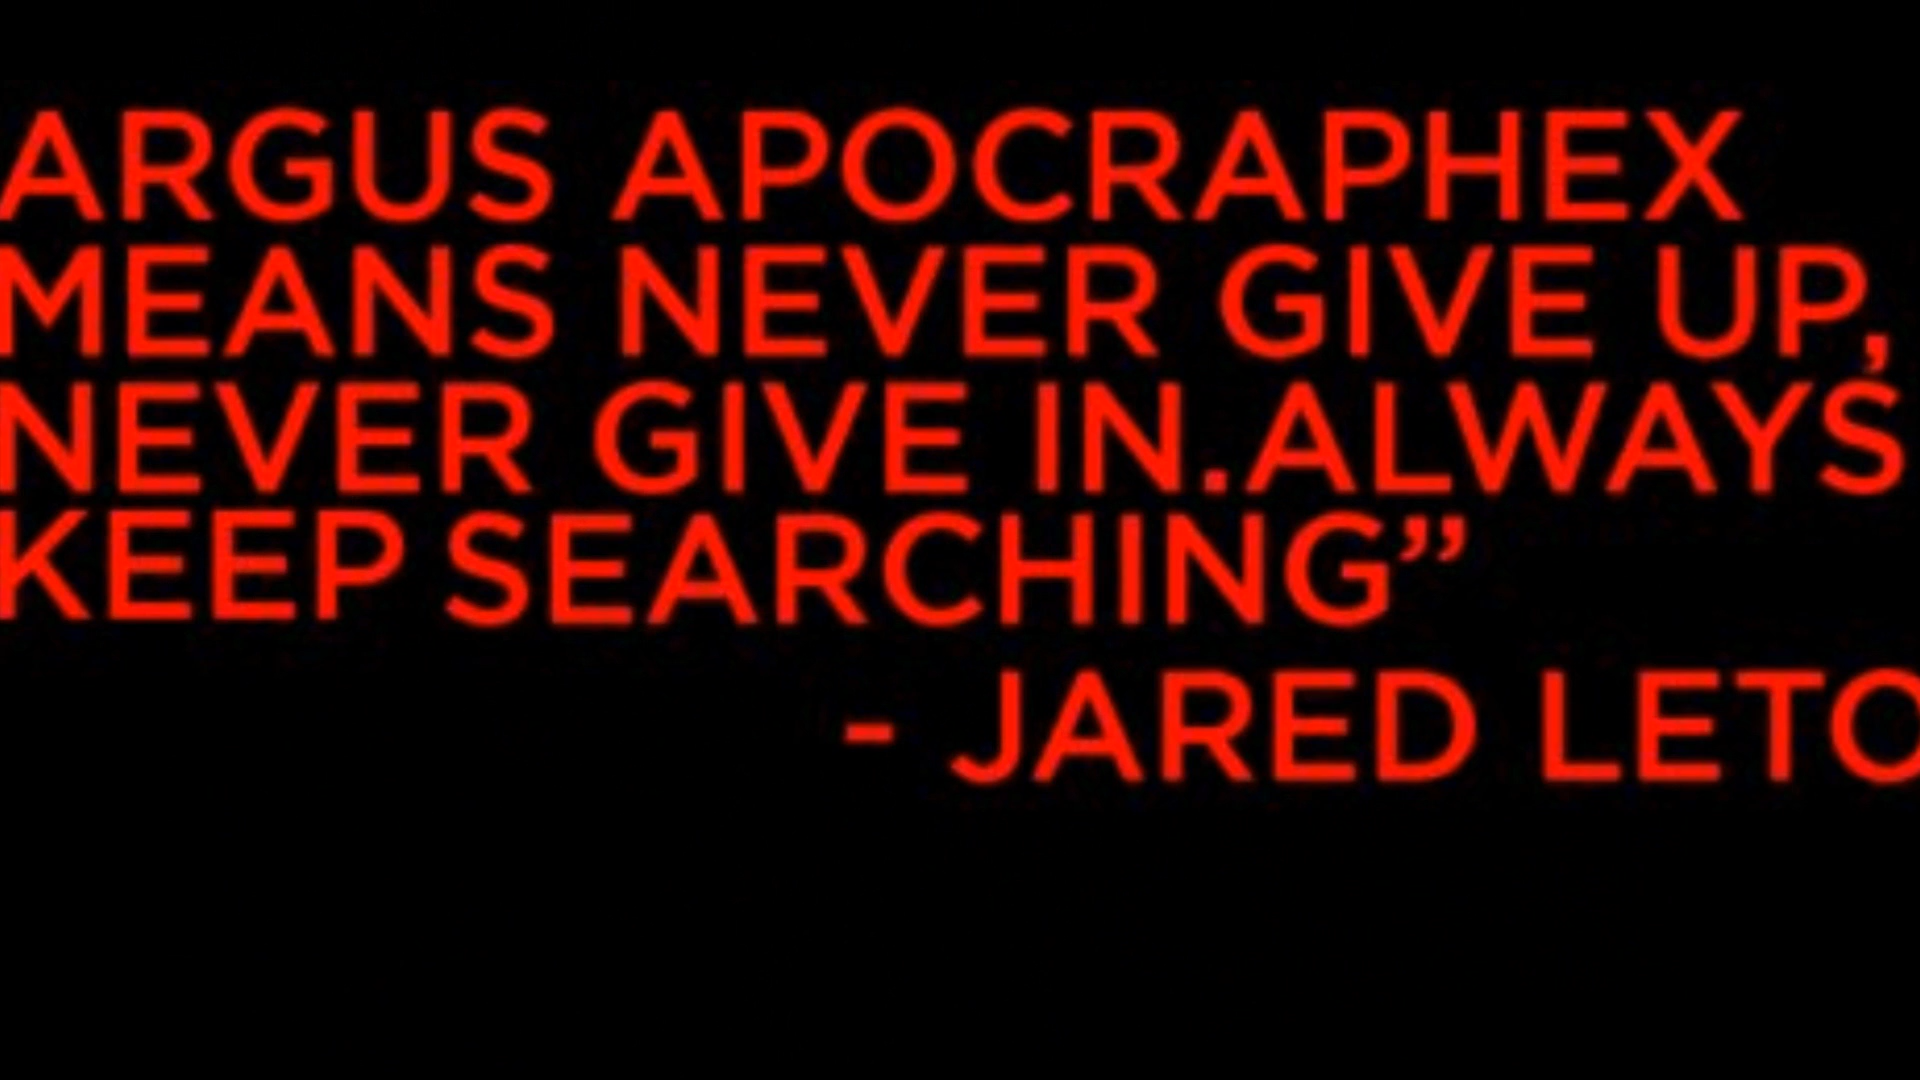 ARGUS APOCRAPHEX
MEANS NEVER GIVE UP,
NEVER GIVE IN.ALWAYS
KEEP SEARCHING”
- JARED LETO